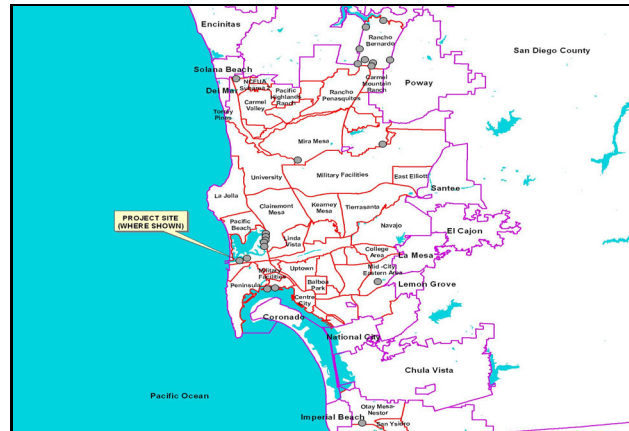 Encinitas
Rancho
Bernardo
San Diego County
Solana Beach
NCFUA
Subarea 2
Pacific
Highlands
Ranch
Carmel
Mountain
Ranch
Poway
Del Mar
Carmel
Valley
Rancho
Penasquitos
Torrey
Pines
Mira Mesa
University
Military Facilities
East Elliott
Santee
La Jolla
Clairemont
Mesa
Kearney
Mesa
Tierrasanta
PROJECT SITE
(WHERE SHOWN)
Pacific
Beach
Linda
Vista
Navajo
El Cajon
College
Area
La Mesa
Military
Facilities
Uptown
Mid-City
Eastern Area
Peninsula
Balboa
Park
Lemon Grove
Centre
City
Coronado
National City
Chula Vista
Pacific Ocean
Otay Mesa-
Nestor
Imperial Beach
San Ysidro